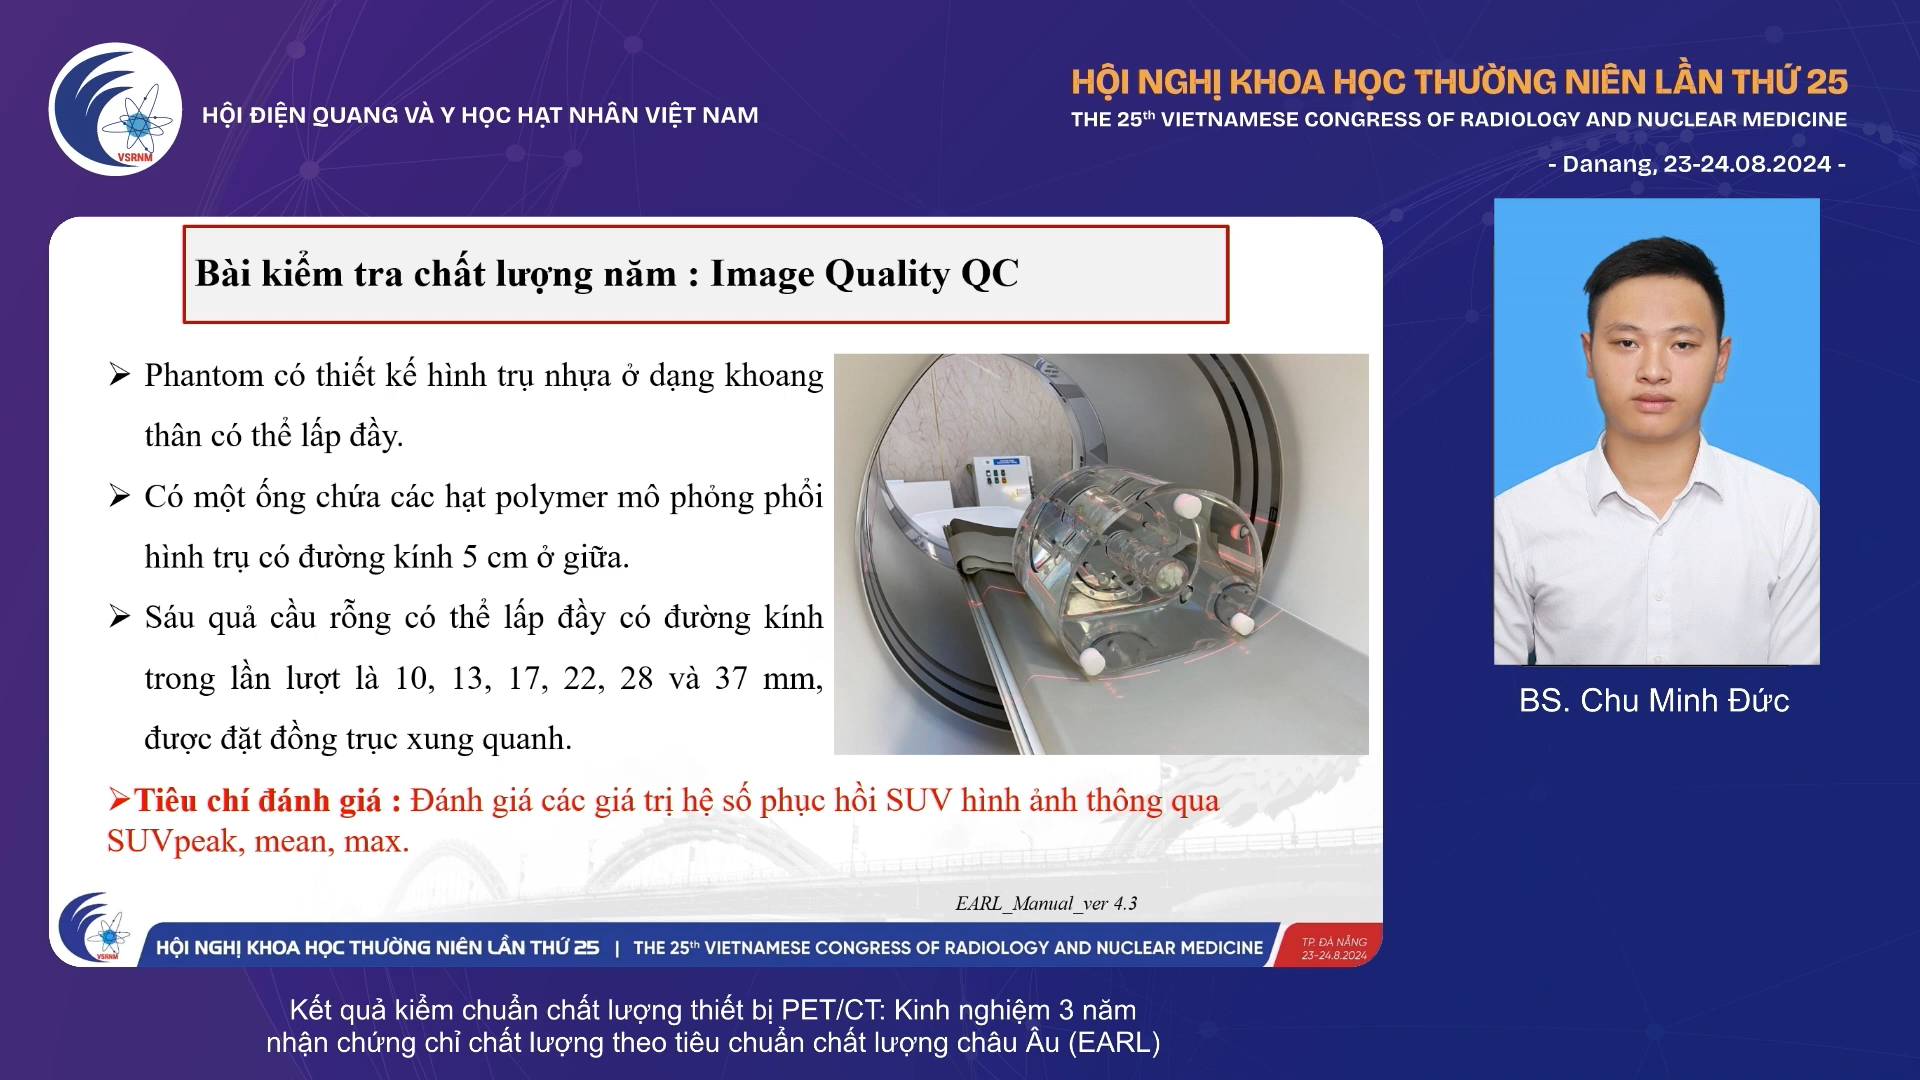 VSRNM
HỘI ĐIỆN QUANG VÀ Y HỌC HẠT NHÂN VIỆT NAM
HỘI NGHỊ KHOA HỌC THƯỜNG NIÊN LẦN THỨ 25
THE 25th VIETNAMESE CONGRESS OF RADIOLOGY AND NUCLEAR MEDICINE
- Danang, 23-24.08.2024 -
Bài kiểm tra chất lượng năm : Image Quality QC
➢ Phantom có thiết kế hình trụ nhựa ở dạng khoang
thân có thể lấp đầy.
➢ Có một ống chứa các hạt polymer mô phỏng phổi
hình trụ có đường kính 5 cm ở giữa.
➢ Sáu quả cầu rỗng có thể lấp đầy có đường kính
trong lần lượt là 10, 13, 17, 22, 28 và 37 mm,
được đặt đồng trục xung quanh.
➢Tiêu chí đánh giá : Đánh giá các giá trị hệ số phục hồi SUV hình ảnh thông qua
SUVpeak, mean, max.
EARL_Manual_ver 4.3
VSRNM
HỘI NGHỊ KHOA HỌC THƯỜNG NIÊN LẦN THỨ 25 | THE 25th VIETNAMESE CONGRESS OF RADIOLOGY AND NUCLEAR MEDICINE
TP. ĐÀ NẴNG
23-24.8.2024
BS. Chu Minh Đức
Kết quả kiểm chuẩn chất lượng thiết bị PET/CT: Kinh nghiệm 3 năm
nhận chứng chỉ chất lượng theo tiêu chuẩn chất lượng châu Âu (EARL)